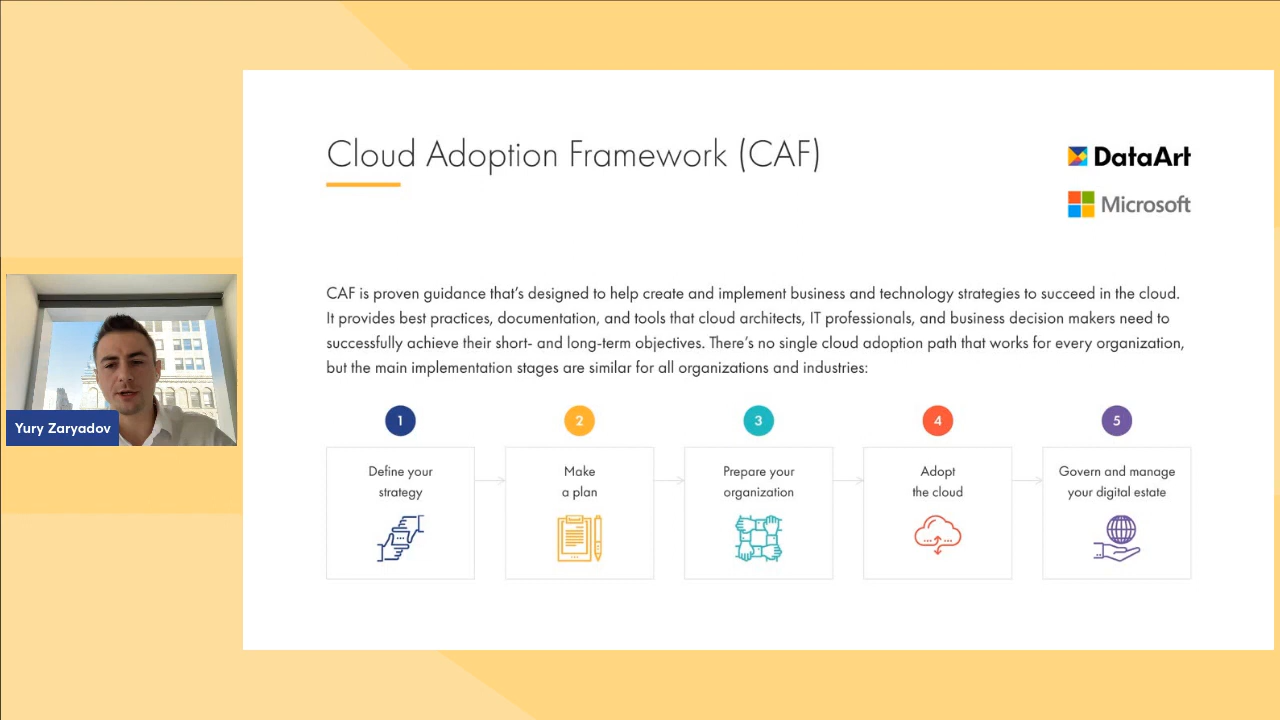 Cloud Adoption Framework (CAF)
DataArt
Microsoft
CAF is proven guidance that's designed to help create and implement business and technology strategies to succeed in the cloud.
It provides best practices, documentation, and tools that cloud architects, IT professionals, and business decision makers need to
successfully achieve their short- and long-term objectives. There's no single cloud adoption path that works for every organization,
but the main implementation stages are similar for all organizations and industries:
1
Define your
strategy
2
Make
a plan
3
Prepare your
organization
4
Adopt
the cloud
5
Govern and manage
your digital estate
Yury Zaryadov